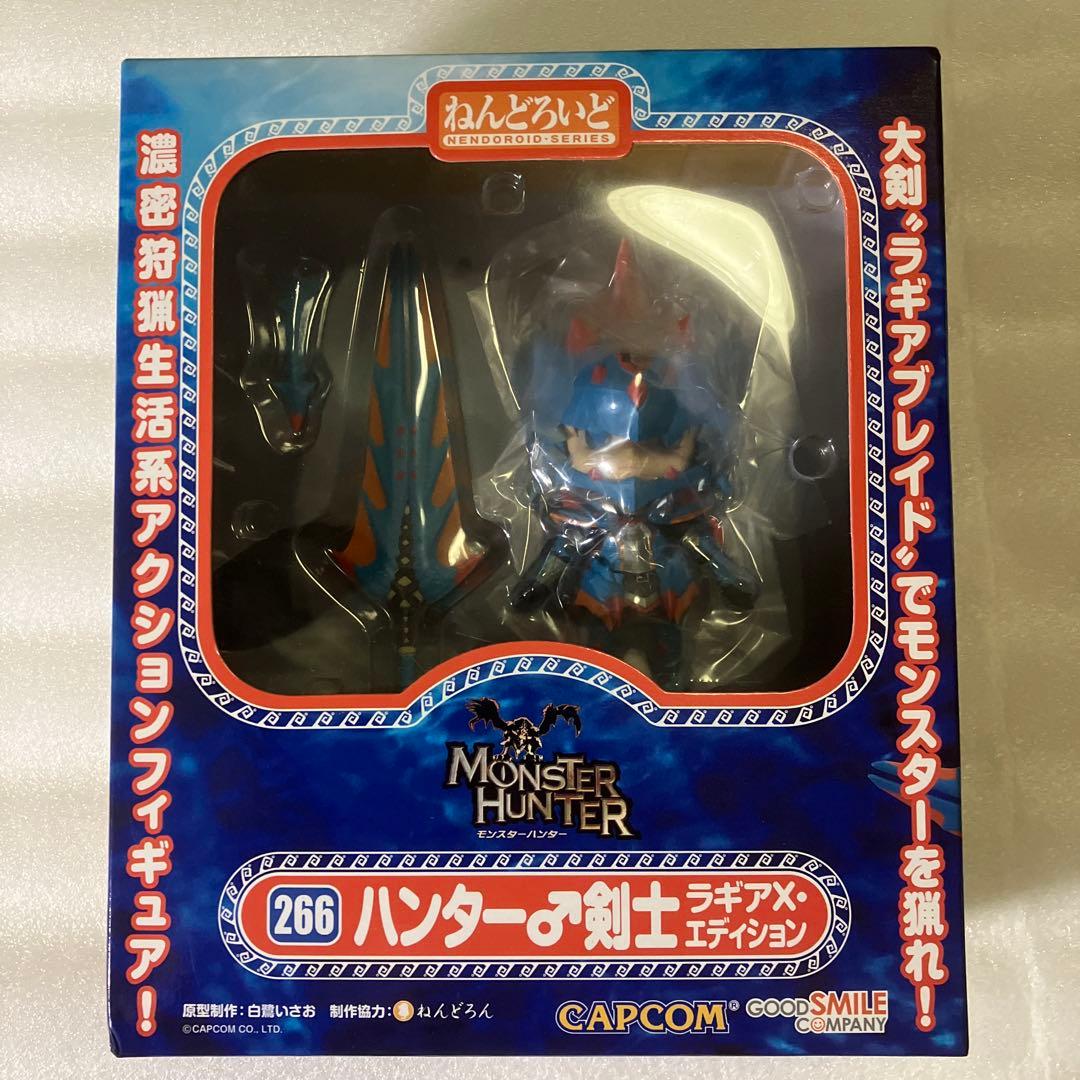 ねんどろいど
NENDOROID・SERIES
大剣"ラギアブレイド"でモンスターを猟れ!
濃密狩猟生活系アクションフィギュア!
MONSTER
HUNTER
モンスターハンター
266 ハンター♂剣士 ラギアX・
エディション
原型制作:白鷺いさお 制作協力:ねんどろん
©CAPCOM CO., LTD.
CAPCOM®
GOOD SMILE
COMPANY